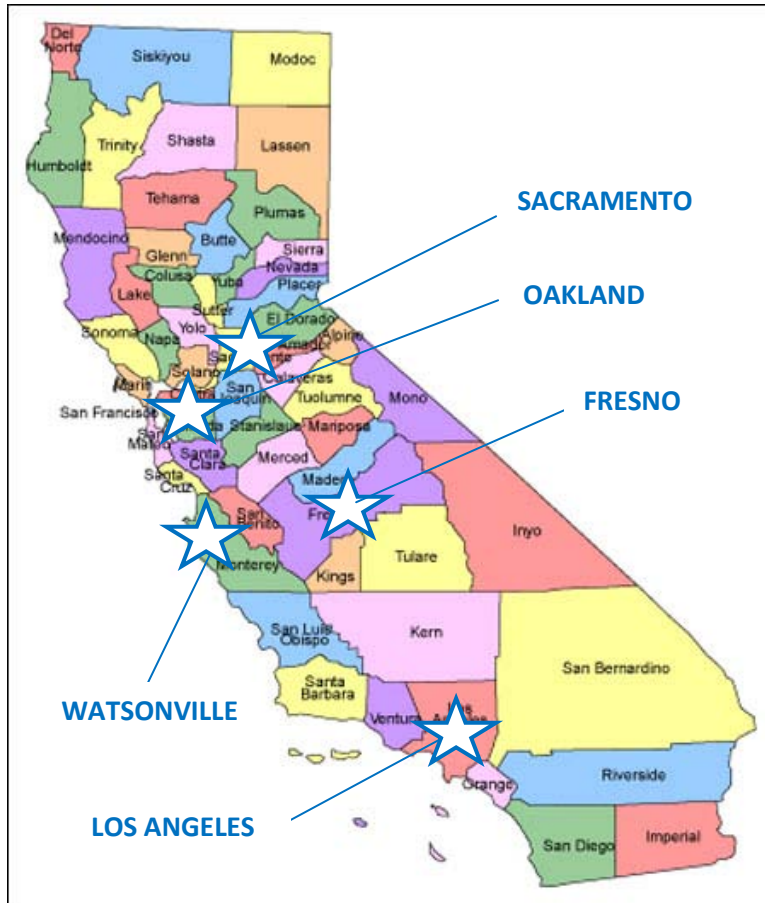 Del
Norte
Siskiyou
Modoc
Trinity
Shasta
Lassen
Humboldt
Tehama
Plumas
SACRAMENTO
Mendocino
Butte
Glenn
Sierra
Nevada
Colusa
Yuba
Placer
Lake
Sutter
OAKLAND
El Dorado
Sonoma
Yolo
Napa
Alpine
Amador
Solano
Calaveras
Marin
San
Joaquin
Tuolumne
Mono
FRESNO
San Francisco
Stanislaus
Mariposa
San
Mateo
Santa
Clara
Merced
Santa
Cruz
San
Benito
Inyo
Tulare
Monterey
Kings
San Luis
Obispo
Kern
San Bernardino
Santa
Barbara
WATSONVILLE
Ventura
Orange
Riverside
LOS ANGELES
San Diego
Imperial